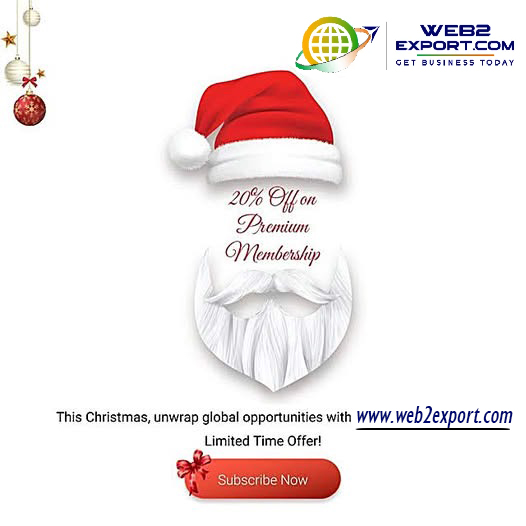 WEB2
EXPORT.COM
GET BUSINESS TODAY
20% Off on
Premium
Membership
This Christmas, unwrap global opportunities with www.web2export.com
Limited Time Offer!
Subscribe Now